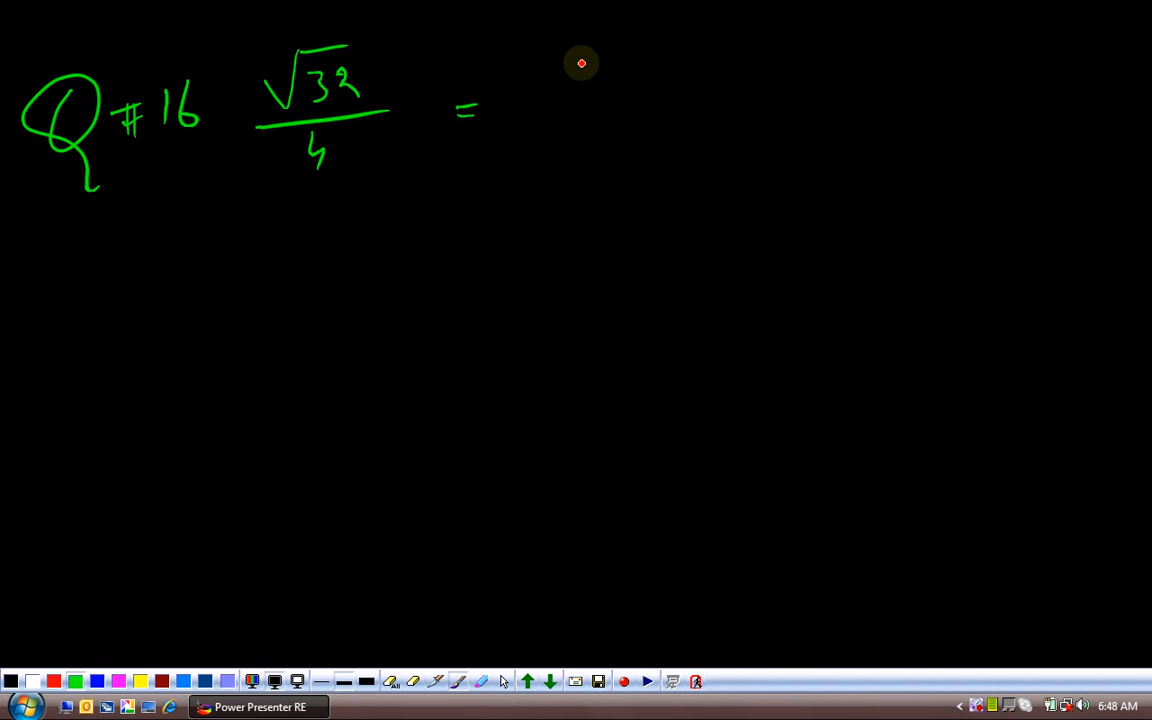 Q # 16 √32 / 4 =
Power Presenter RE
6:48 AM